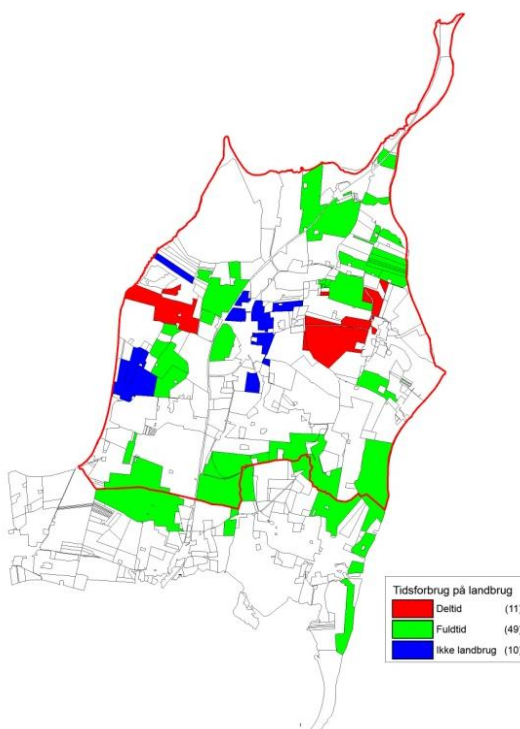 Tidsforbrug på landbrug
Deltid (11)
Fuldtid (49)
Ikke landbrug (10)